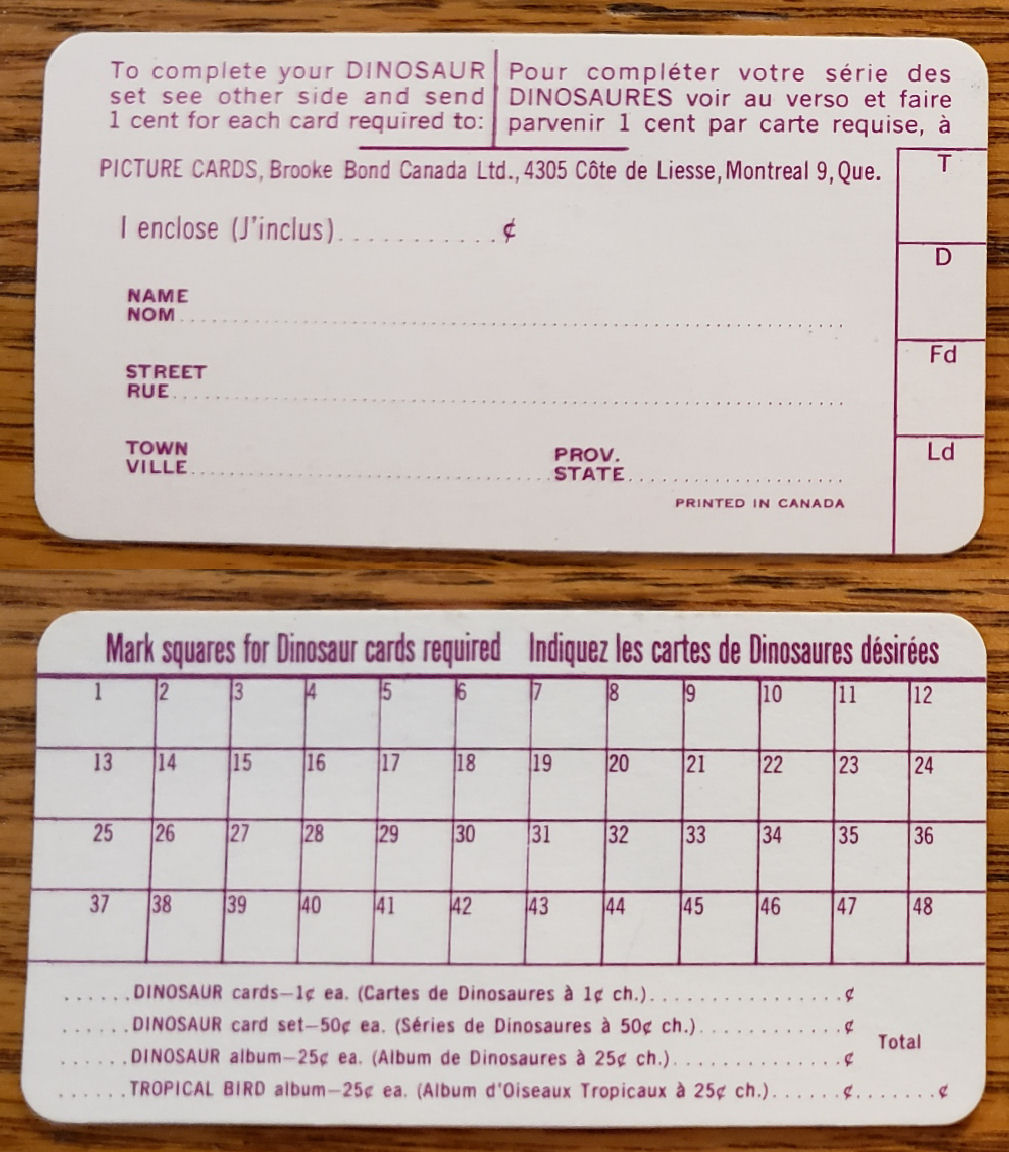 To complete your DINOSAUR
set see other side and send
1 cent for each card required to:
Pour compléter votre série des
DINOSAURES voir au verso et faire
parvenir 1 cent par carte requise, à
PICTURE CARDS, Brooke Bond Canada Ltd., 4305 Côte de Liesse, Montreal 9, Que.
I enclose (J'inclus)...........¢
NAME
NOM
STREET
RUE
TOWN
VILLE
PROV.
STATE
PRINTED IN CANADA
T
D
Fd
Ld
Mark squares for Dinosaur cards required Indiquez les cartes de Dinosaures désirées
1 2 3 4 5 6 7 8 9 10 11 12
13 14 15 16 17 18 19 20 21 22 23 24
25 26 27 28 29 30 31 32 33 34 35 36
37 38 39 40 41 42 43 44 45 46 47 48
......DINOSAUR cards—1¢ ea. (Cartes de Dinosaures à 1¢ ch.)..................¢
......DINOSAUR card set—50¢ ea. (Séries de Dinosaures à 50¢ ch.).............¢
Total
......DINOSAUR album—25¢ ea. (Album de Dinosaures à 25¢ ch.)................¢
......TROPICAL BIRD album—25¢ ea. (Album d'Oiseaux Tropicaux à 25¢ ch.)......¢.......¢